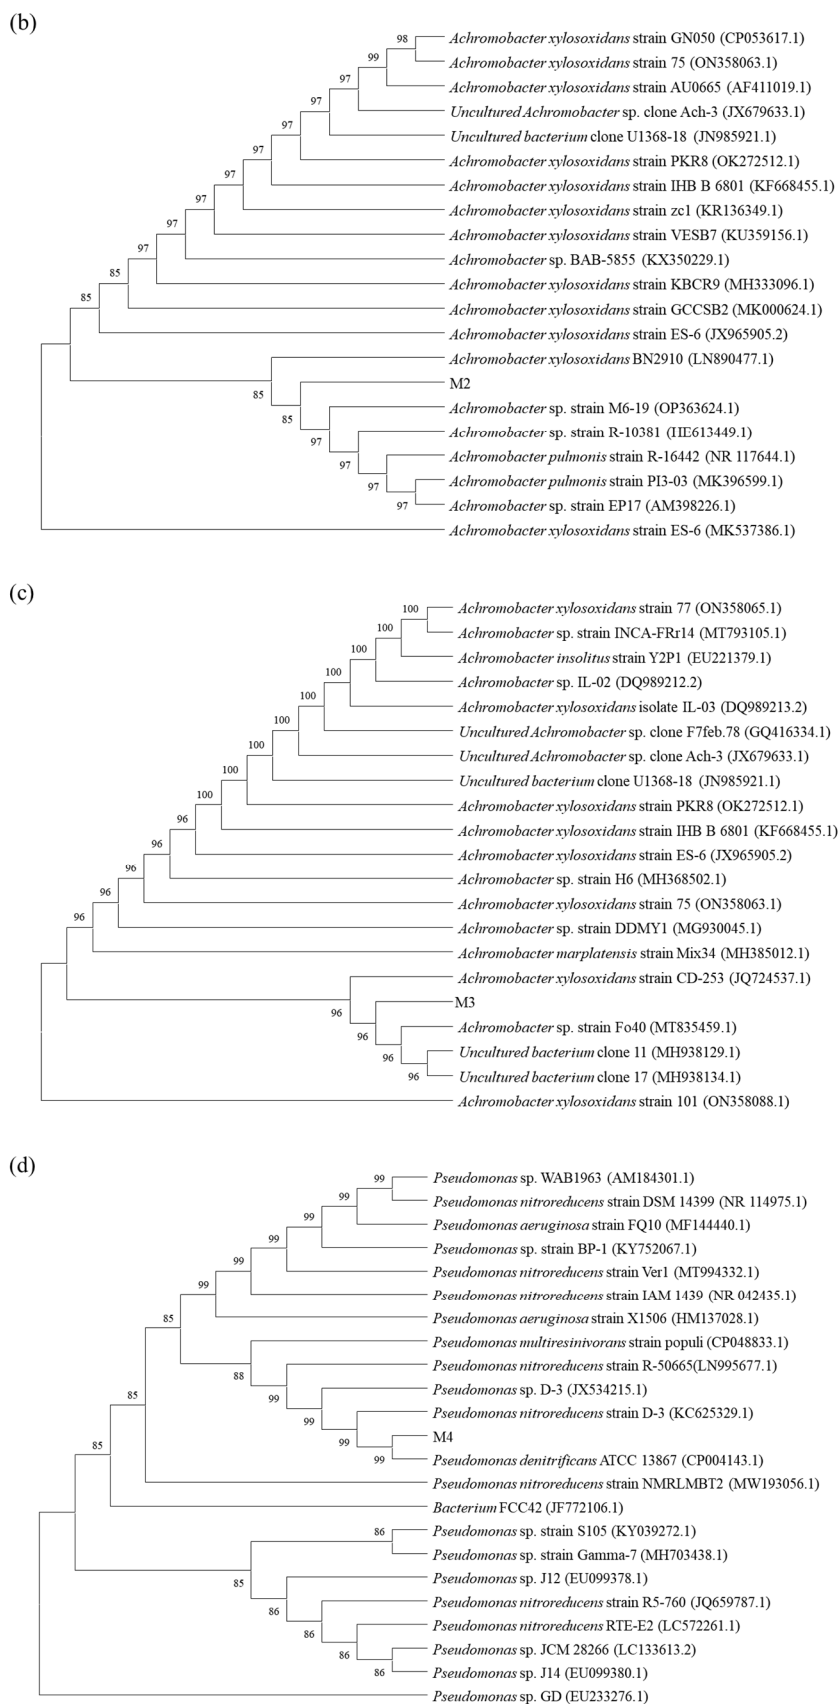 (b)
98
Achromobacter xylosoxidans strain GN050 (CP053617.1)
99
Achromobacter xylosoxidans strain 75 (ON358063.1)
97
Achromobacter xylosoxidans strain AU0665 (AF411019.1)
97
Uncultured Achromobacter sp. clone Ach-3 (JX679633.1)
97
Uncultured bacterium clone U1368-18 (JN985921.1)
97
Achromobacter xylosoxidans strain PKR8 (OK272512.1)
97
Achromobacter xylosoxidans strain IHB B 6801 (KF668455.1)
97
Achromobacter xylosoxidans strain zc1 (KR136349.1)
97
Achromobacter xylosoxidans strain VESB7 (KU359156.1)
97
Achromobacter sp. BAB-5855 (KX350229.1)
85
Achromobacter xylosoxidans strain KBCR9 (MH333096.1)
85
Achromobacter xylosoxidans strain GCCSB2 (MK000624.1)
Achromobacter xylosoxidans strain ES-6 (JX965905.2)
Achromobacter xylosoxidans BN2910 (LN890477.1)
85
M2
85
Achromobacter sp. strain M6-19 (OP363624.1)
97
Achromobacter sp. strain R-10381 (HE613449.1)
97
Achromobacter pulmonis strain R-16442 (NR 117644.1)
97
Achromobacter pulmonis strain PI3-03 (MK396599.1)
97
Achromobacter sp. strain EP17 (AM398226.1)
Achromobacter xylosoxidans strain ES-6 (MK537386.1)
(c)
100
Achromobacter xylosoxidans strain 77 (ON358065.1)
100
Achromobacter sp. strain INCA-FRr14 (MT793105.1)
100
Achromobacter insolitus strain Y2P1 (EU221379.1)
100
Achromobacter sp. IL-02 (DQ989212.2)
100
Achromobacter xylosoxidans isolate IL-03 (DQ989213.2)
100
Uncultured Achromobacter sp. clone F7feb.78 (GQ416334.1)
100
Uncultured Achromobacter sp. clone Ach-3 (JX679633.1)
100
Uncultured bacterium clone U1368-18 (JN985921.1)
100
Achromobacter xylosoxidans strain PKR8 (OK272512.1)
96
Achromobacter xylosoxidans strain IHB B 6801 (KF668455.1)
96
Achromobacter xylosoxidans strain ES-6 (JX965905.2)
96
Achromobacter sp. strain H6 (MH368502.1)
96
Achromobacter xylosoxidans strain 75 (ON358063.1)
96
Achromobacter sp. strain DDMY1 (MG930045.1)
Achromobacter marplatensis strain Mix34 (MH385012.1)
Achromobacter xylosoxidans strain CD-253 (JQ724537.1)
96
M3
96
Achromobacter sp. strain Fo40 (MT835459.1)
96
Uncultured bacterium clone 11 (MH938129.1)
96
Uncultured bacterium clone 17 (MH938134.1)
Achromobacter xylosoxidans strain 101 (ON358088.1)
(d)
99
Pseudomonas sp. WAB1963 (AM184301.1)
99
Pseudomonas nitroreducens strain DSM 14399 (NR 114975.1)
99
Pseudomonas aeruginosa strain FQ10 (MF144440.1)
99
Pseudomonas sp. strain BP-1 (KY752067.1)
99
Pseudomonas nitroreducens strain Ver1 (MT994332.1)
99
Pseudomonas nitroreducens strain IAM 1439 (NR 042435.1)
85
Pseudomonas aeruginosa strain X1506 (HM137028.1)
Pseudomonas multiresinivorans strain populi (CP048833.1)
88
Pseudomonas nitroreducens strain R-50665(LN995677.1)
99
Pseudomonas sp. D-3 (JX534215.1)
85
99
Pseudomonas nitroreducens strain D-3 (KC625329.1)
99
M4
85
99
Pseudomonas denitrificans ATCC 13867 (CP004143.1)
Pseudomonas nitroreducens strain NMRLMBT2 (MW193056.1)
Bacterium FCC42 (JF772106.1)
86
Pseudomonas sp. strain S105 (KY039272.1)
Pseudomonas sp. strain Gamma-7 (MH703438.1)
85
Pseudomonas sp. J12 (EU099378.1)
86
Pseudomonas nitroreducens strain R5-760 (JQ659787.1)
86
Pseudomonas nitroreducens RTE-E2 (LC572261.1)
86
Pseudomonas sp. JCM 28266 (LC133613.2)
86
Pseudomonas sp. J14 (EU099380.1)
Pseudomonas sp. GD (EU233276.1)